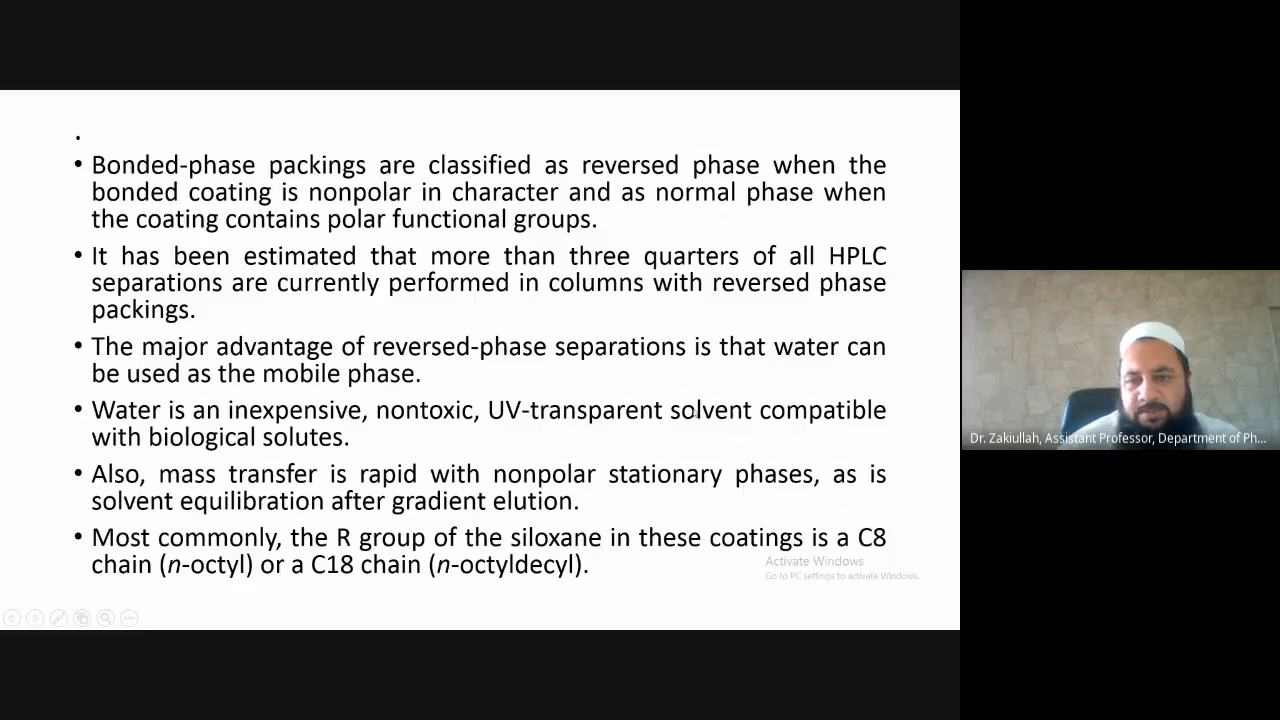 .
• Bonded-phase packings are classified as reversed phase when the
bonded coating is nonpolar in character and as normal phase when
the coating contains polar functional groups.
• It has been estimated that more than three quarters of all HPLC
separations are currently performed in columns with reversed phase
packings.
• The major advantage of reversed-phase separations is that water can
be used as the mobile phase.
• Water is an inexpensive, nontoxic, UV-transparent solvent compatible
with biological solutes.
• Also, mass transfer is rapid with nonpolar stationary phases, as is
solvent equilibration after gradient elution.
• Most commonly, the R group of the siloxane in these coatings is a C8
chain (n-octyl) or a C18 chain (n-octyldecyl).
Activate Windows
Go to PC settings to activate Windows.
Dr. Zakiullah, Assistant Professor, Department of Ph...